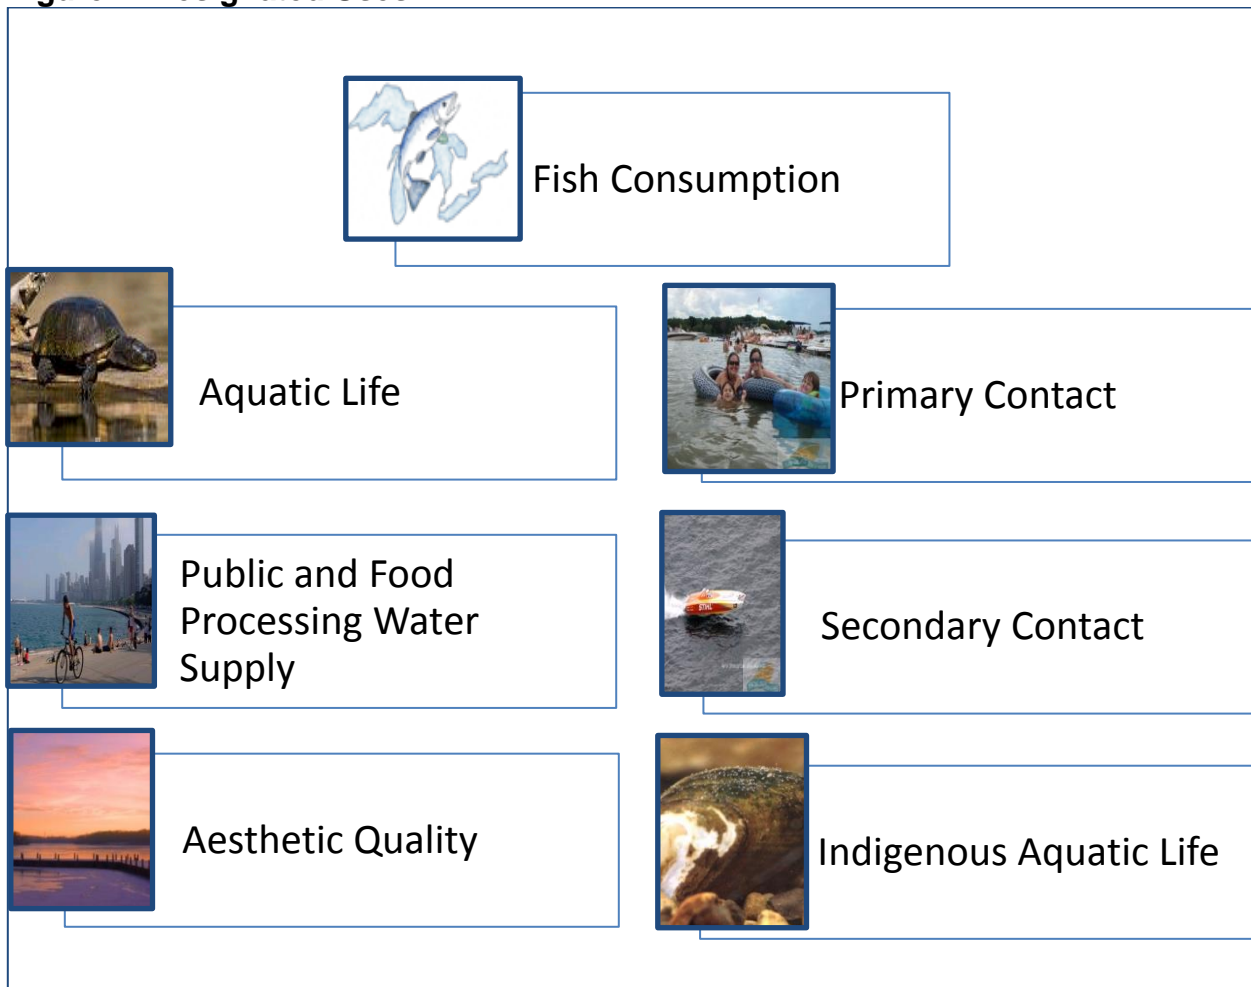 Fish Consumption
Aquatic Life
Primary Contact
Public and Food
Processing Water
Supply
Secondary Contact
STIHL
Aesthetic Quality
Indigenous Aquatic Life